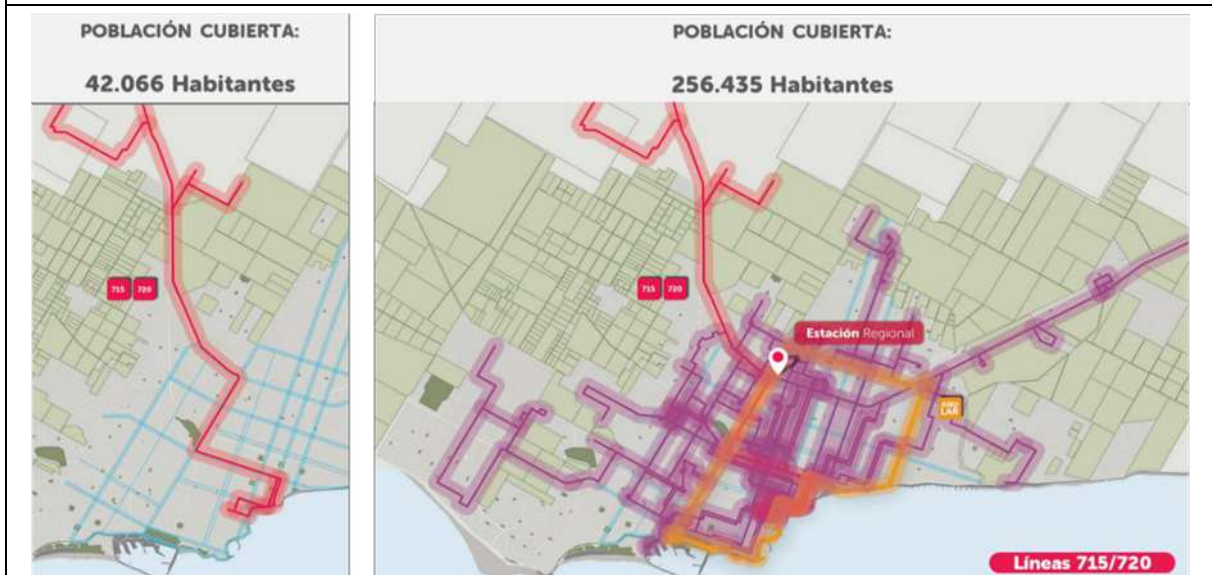 POBLACIÓN CUBIERTA:
42.066 Habitantes
715 720
POBLACIÓN CUBIERTA:
256.435 Habitantes
715 720
Estación Regional
Líneas 715/720